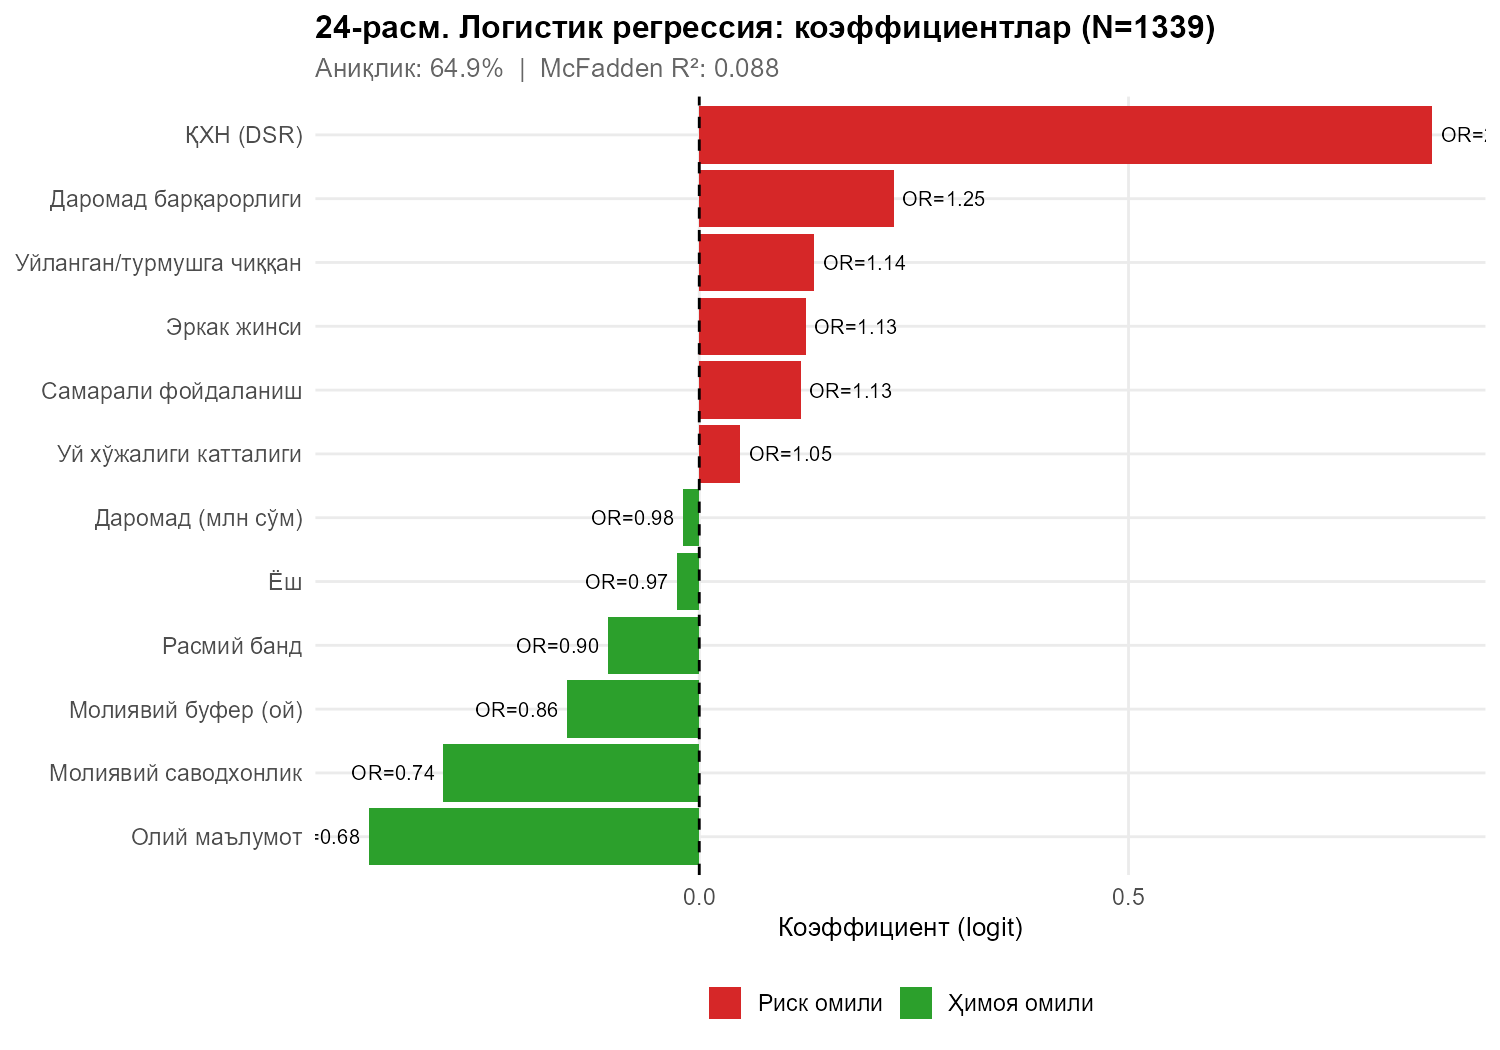 24-расм. Логистик регрессия: коэффициентлар (N=1339)
Аниқлик: 64.9% | McFadden R²: 0.088
ҚХН (DSR) OR=
Даромад барқарорлиги OR=1.25
Уйланган/турмушга чиққан OR=1.14
Эркак жинси OR=1.13
Самарали фойдаланиш OR=1.13
Уй хўжалиги катталиги OR=1.05
Даромад (млн сўм) OR=0.98
Ёш OR=0.97
Расмий банд OR=0.90
Молиявий буфер (ой) OR=0.86
Молиявий саводхонлик OR=0.74
Олий маълумот =0.68
0.0 0.5
Коэффициент (logit)
Риск омили Ҳимоя омили